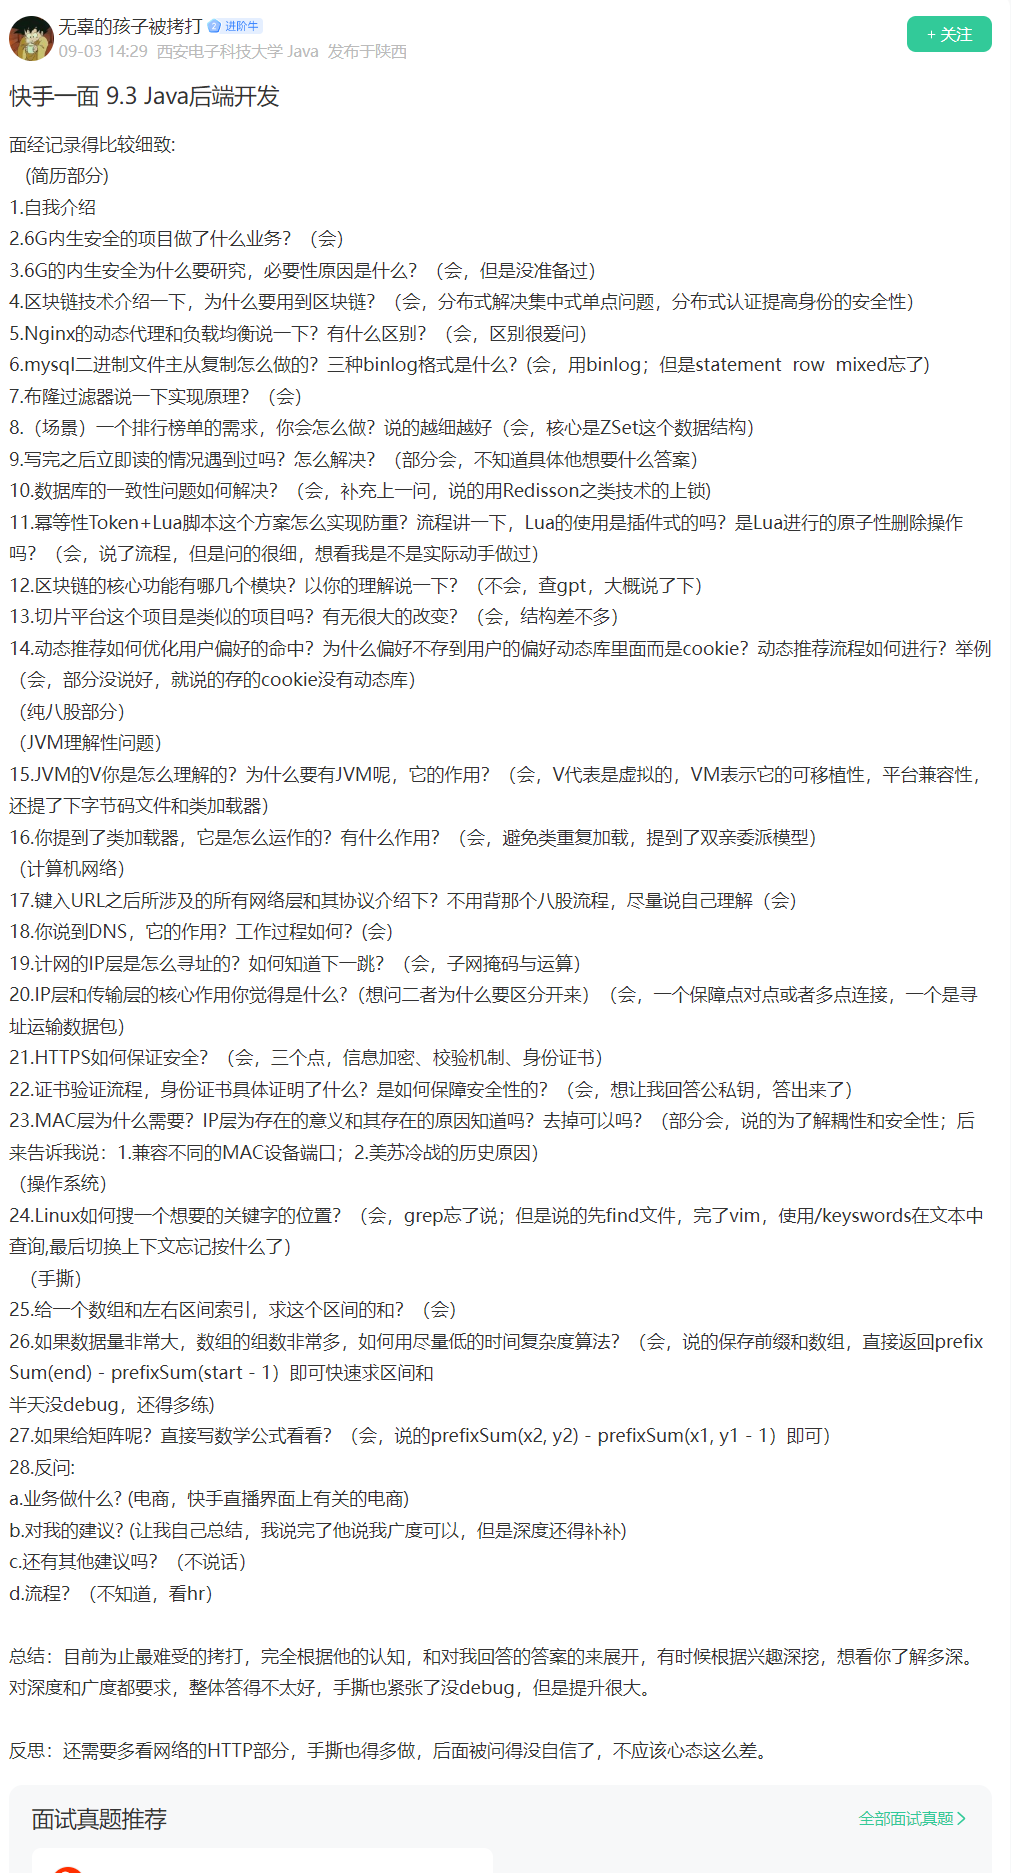 无辜的孩子被拷打 2 进阶牛
09-03 14:29 西安电子科技大学 Java 发布于陕西
+ 关注
快手一面 9.3 Java后端开发
面经记录得比较细致:
(简历部分)
1.自我介绍
2.6G内生安全的项目做了什么业务？（会）
3.6G的内生安全为什么要研究，必要性原因是什么？（会，但是没准备过）
4.区块链技术介绍一下，为什么要用到区块链？（会，分布式解决集中式单点问题，分布式认证提高身份的安全性）
5.Nginx的动态代理和负载均衡说一下？有什么区别？（会，区别很爱问）
6.mysql二进制文件主从复制怎么做的？三种binlog格式是什么？(会，用binlog；但是statement row mixed忘了)
7.布隆过滤器说一下实现原理？（会）
8.（场景）一个排行榜单的需求，你会怎么做？说的越细越好（会，核心是ZSet这个数据结构）
9.写完之后立即读的情况遇到过吗？怎么解决？（部分会，不知道具体他想要什么答案）
10.数据库的一致性问题如何解决？（会，补充上一问，说的用Redisson之类技术的上锁)
11.幂等性Token+Lua脚本这个方案怎么实现防重？流程讲一下，Lua的使用是插件式的吗？是Lua进行的原子性删除操作
吗？（会，说了流程，但是问的很细，想看我是不是实际动手做过）
12.区块链的核心功能有哪几个模块？以你的理解说一下？（不会，查gpt，大概说了下）
13.切片平台这个项目是类似的项目吗？有无很大的改变？（会，结构差不多）
14.动态推荐如何优化用户偏好的命中？为什么偏好不存到用户的偏好动态库里面而是cookie？动态推荐流程如何进行？举例
（会，部分没说好，就说的存的cookie没有动态库）
（纯八股部分）
（JVM理解性问题）
15.JVM的V你是怎么理解的？为什么要有JVM呢，它的作用？（会，V代表是虚拟的，VM表示它的可移植性，平台兼容性，
还提了下字节码文件和类加载器）
16.你提到了类加载器，它是怎么运作的？有什么作用？（会，避免类重复加载，提到了双亲委派模型）
（计算机网络）
17.键入URL之后所涉及的所有网络层和其协议介绍下？不用背那个八股流程，尽量说自己理解（会）
18.你说到DNS，它的作用？工作过程如何？(会）
19.计网的IP层是怎么寻址的？如何知道下一跳？（会，子网掩码与运算）
20.IP层和传输层的核心作用你觉得是什么？(想问二者为什么要区分开来）（会，一个保障点对点或者多点连接，一个是寻
址运输数据包）
21.HTTPS如何保证安全？（会，三个点，信息加密、校验机制、身份证书）
22.证书验证流程，身份证书具体证明了什么？是如何保障安全性的？（会，想让我回答公私钥，答出来了）
23.MAC层为什么需要？IP层为存在的意义和其存在的原因知道吗？去掉可以吗？（部分会，说的为了解耦性和安全性；后
来告诉我说：1.兼容不同的MAC设备端口；2.美苏冷战的历史原因）
（操作系统）
24.Linux如何搜一个想要的关键字的位置？（会，grep忘了说；但是说的先find文件，完了vim，使用/keyswords在文本中
查询,最后切换上下文忘记按什么了）
（手撕）
25.给一个数组和左右区间索引，求这个区间的和？（会）
26.如果数据量非常大，数组的组数非常多，如何用尽量低的时间复杂度算法？（会，说的保存前缀和数组，直接返回prefix
Sum(end) - prefixSum(start - 1）即可快速求区间和
半天没debug，还得多练)
27.如果给矩阵呢？直接写数学公式看看？（会，说的prefixSum(x2, y2) - prefixSum(x1, y1 - 1）即可）
28.反问:
a.业务做什么? (电商，快手直播界面上有关的电商)
b.对我的建议? (让我自己总结，我说完了他说我广度可以，但是深度还得补补)
c.还有其他建议吗？（不说话）
d.流程？（不知道，看hr）
总结：目前为止最难受的拷打，完全根据他的认知，和对我回答的答案的来展开，有时候根据兴趣深挖，想看你了解多深。
对深度和广度都要求，整体答得不太好，手撕也紧张了没debug，但是提升很大。
反思：还需要多看网络的HTTP部分，手撕也得多做，后面被问得没自信了，不应该心态这么差。
面试真题推荐
全部面试真题